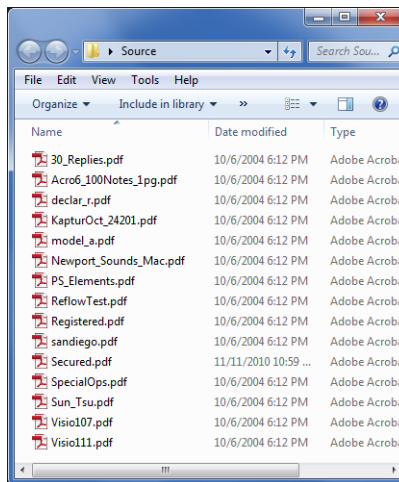 Source
Search Sou...
File Edit View Tools Help
Organize Include in library »
Name Date modified Type
30_Replies.pdf 10/6/2004 6:12 PM Adobe Acroba
Acro6_100Notes_1pg.pdf 10/6/2004 6:12 PM Adobe Acroba
declar_r.pdf 10/6/2004 6:12 PM Adobe Acroba
KapturOct_24201.pdf 10/6/2004 6:12 PM Adobe Acroba
model_a.pdf 10/6/2004 6:12 PM Adobe Acroba
Newport_Sounds_Mac.pdf 10/6/2004 6:12 PM Adobe Acroba
PS_Elements.pdf 10/6/2004 6:12 PM Adobe Acroba
ReflowTest.pdf 10/6/2004 6:12 PM Adobe Acroba
Registered.pdf 10/6/2004 6:12 PM Adobe Acroba
sandiego.pdf 10/6/2004 6:12 PM Adobe Acroba
Secured.pdf 11/11/2010 10:59 ... Adobe Acroba
SpecialOps.pdf 10/6/2004 6:12 PM Adobe Acroba
Sun_Tsu.pdf 10/6/2004 6:12 PM Adobe Acroba
Visio107.pdf 10/6/2004 6:12 PM Adobe Acroba
Visio111.pdf 10/6/2004 6:12 PM Adobe Acroba